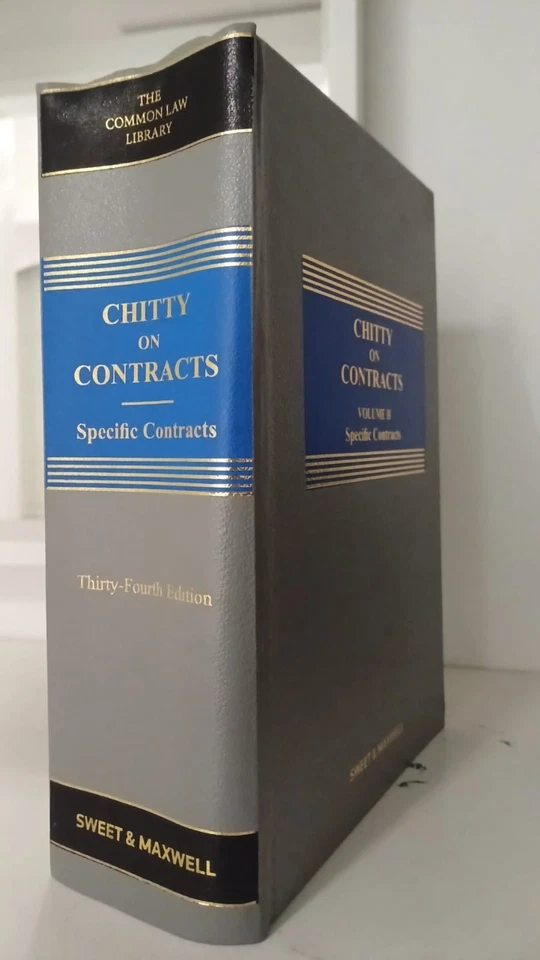 THE
COMMON LAW
LIBRARY
CHITTY
ON
CONTRACTS
Specific Contracts
Thirty-Fourth Edition
SWEET & MAXWELL
CHITTY
ON
CONTRACTS
VOLUME II
Specific Contracts
SWEET & MAXWELL